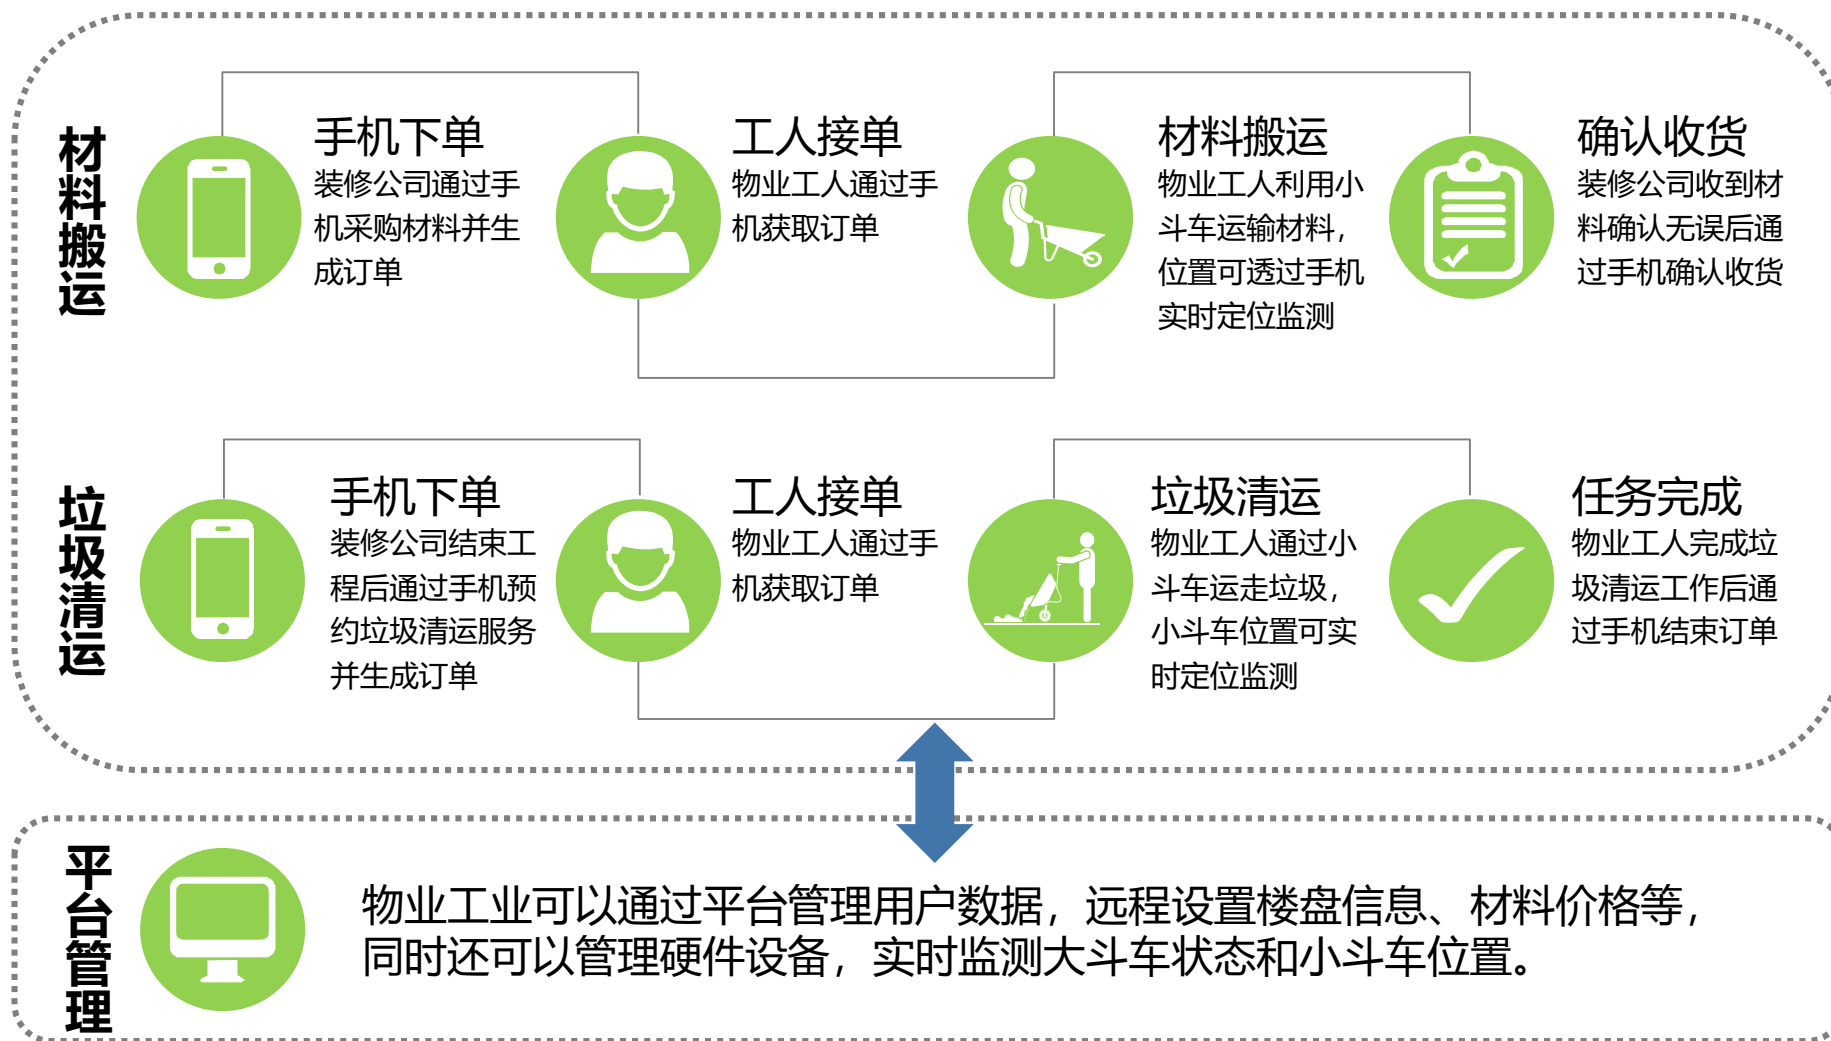 材料搬运
手机下单
装修公司通过手
机采购材料并生
成订单
工人接单
物业工人通过手
机获取订单
材料搬运
物业工人利用小
斗车运输材料，
位置可透过手机
实时定位监测
确认收货
装修公司收到材
料确认无误后通
过手机确认收货
垃圾清运
手机下单
装修公司结束工
程后通过手机预
约垃圾清运服务
并生成订单
工人接单
物业工人通过手
机获取订单
垃圾清运
物业工人通过小
斗车运走垃圾，
小斗车位置可实
时定位监测
任务完成
物业工人完成垃
圾清运工作后通
过手机结束订单
平台管理
物业工业可以通过平台管理用户数据，远程设置楼盘信息、材料价格等，
同时还可以管理硬件设备，实时监测大斗车状态和小斗车位置。